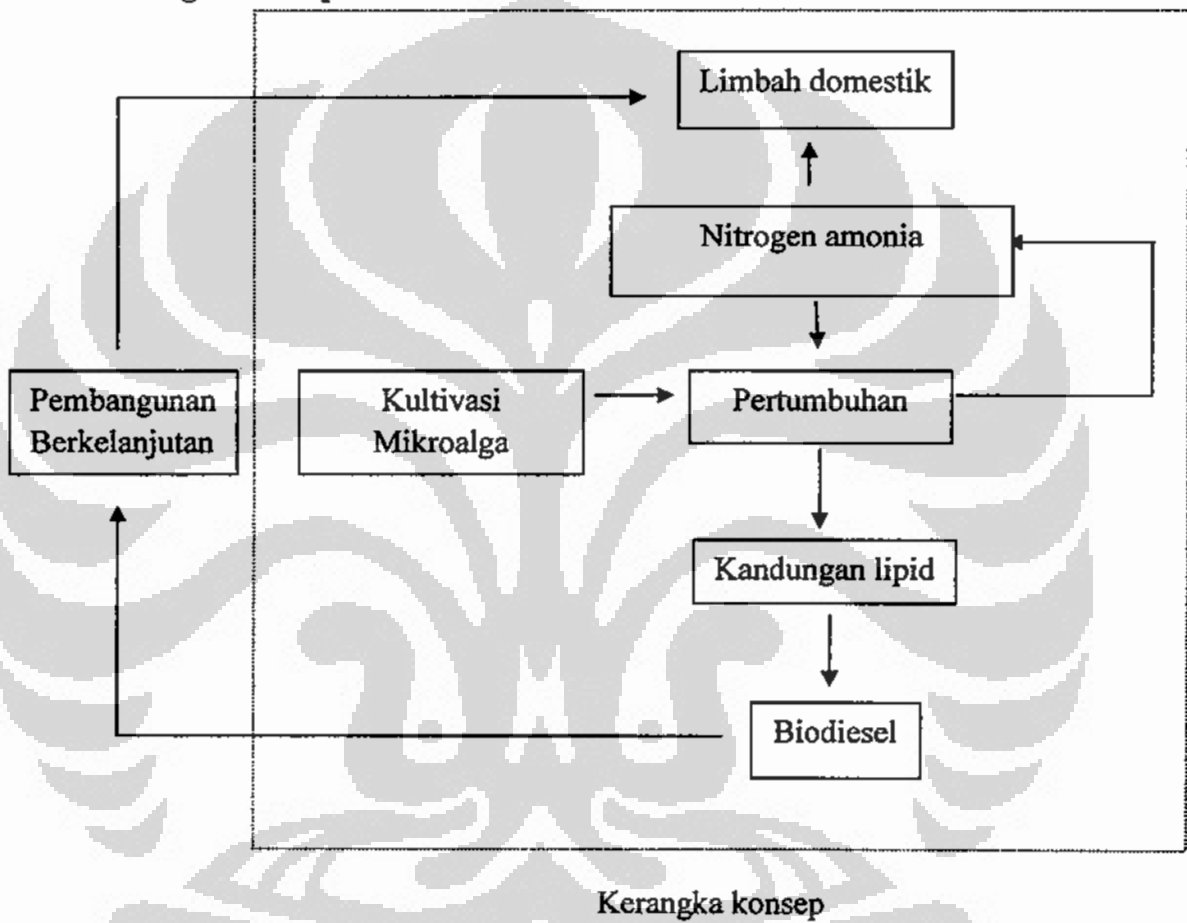 Limbah domestik
Nitrogen amonia
Pembangunan
Berkelanjutan
Kultivasi
Mikroalga
Pertumbuhan
Kandungan lipid
Biodiesel
Kerangka konsep